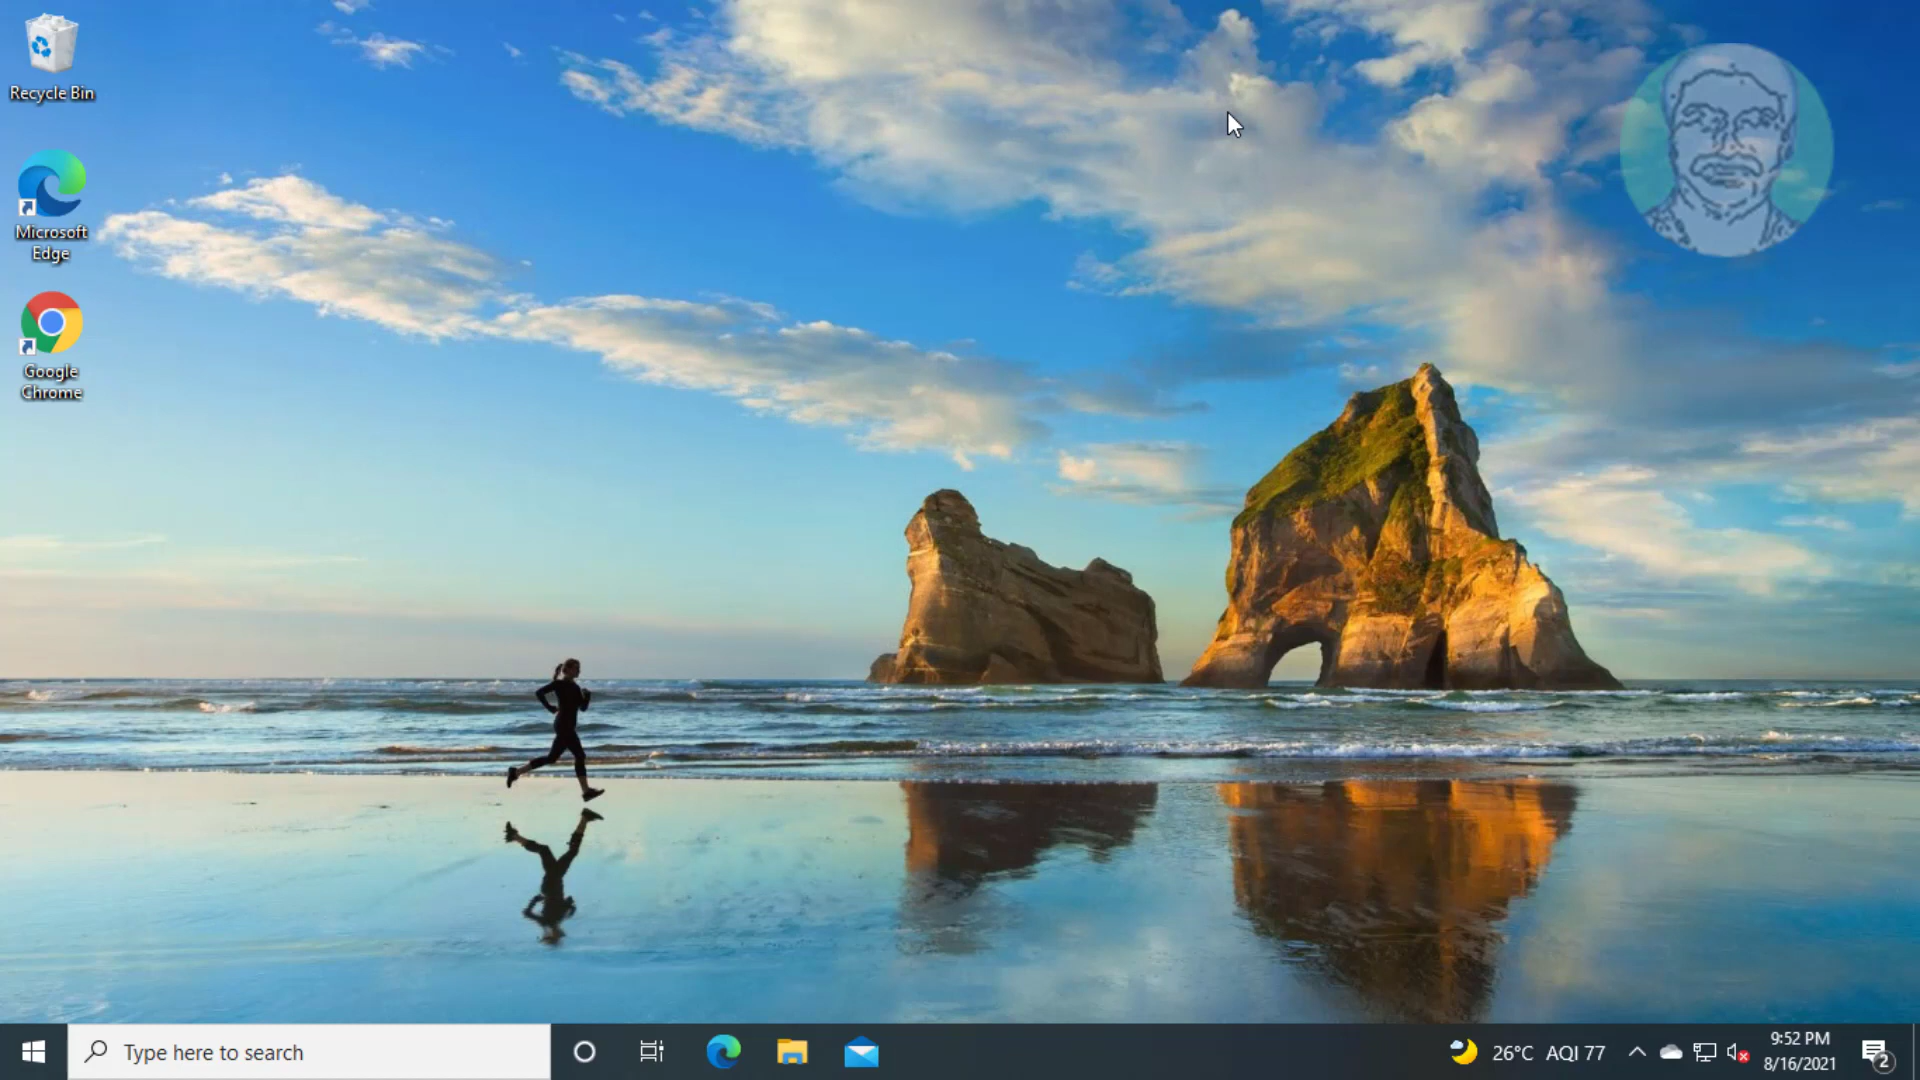 Recycle Bin
Microsoft
Edge
Google
Chrome
Type here to search
26°C AQI 77
9:52 PM
8/16/2021
2